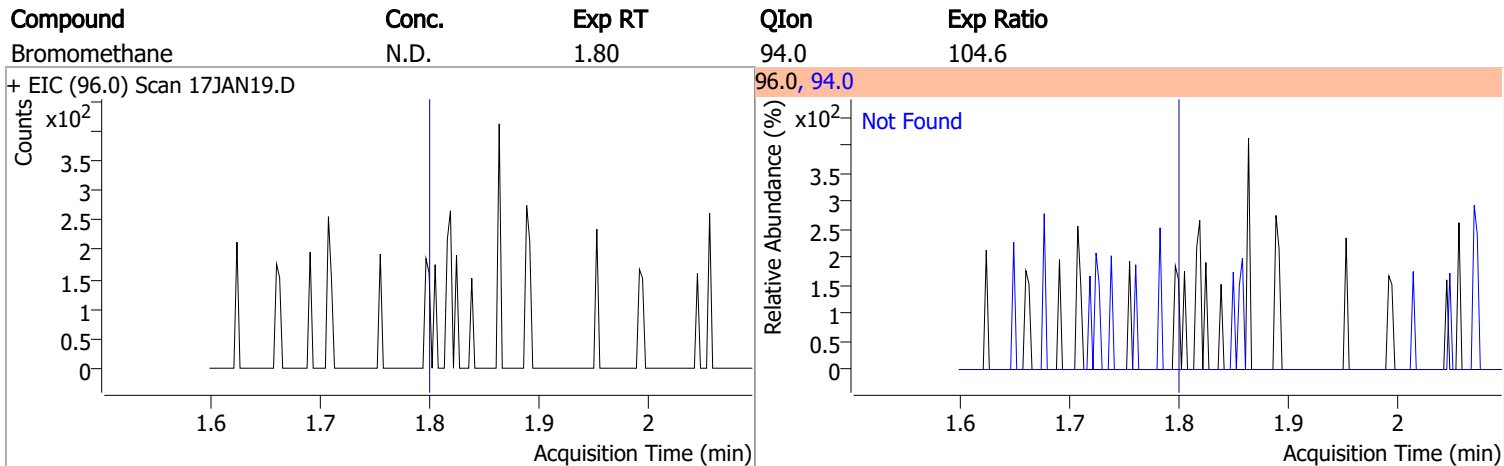 Compound Conc. Exp RT QIon Exp Ratio
Bromomethane N.D. 1.80 94.0 104.6
+ EIC (96.0) Scan 17JAN19.D
Counts
x10²
3.5
3
2.5
2
1.5
1
0.5
0
1.6 1.7 1.8 1.9 2
Acquisition Time (min)
96.0, 94.0
Relative Abundance (%)
x10²
Not Found
3.5
3
2.5
2
1.5
1
0.5
0
1.6 1.7 1.8 1.9 2
Acquisition Time (min)